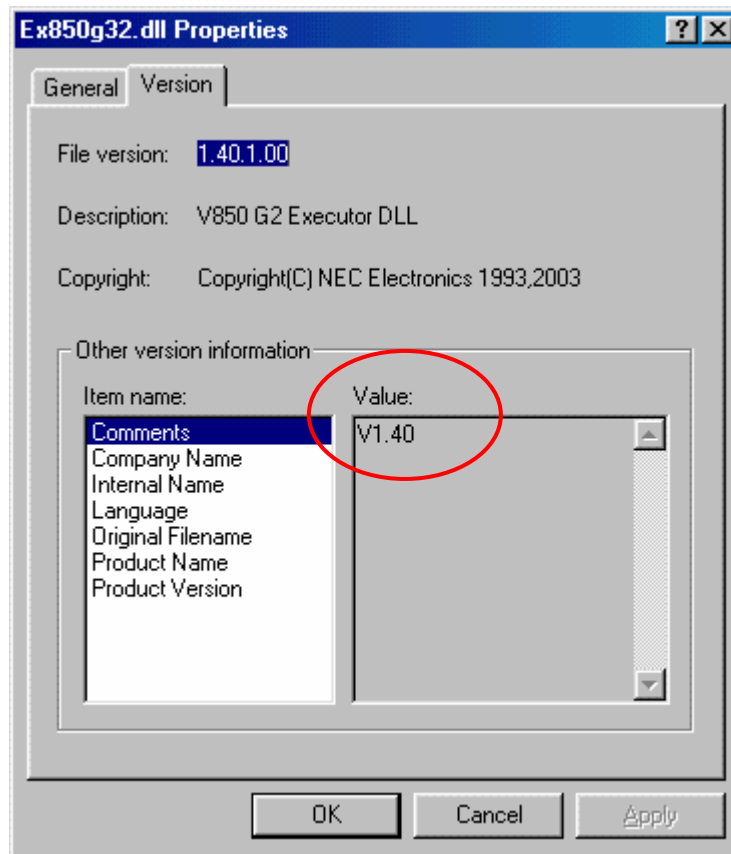 Ex850g32.dll Properties
General Version
File version: 1.40.1.00
Description: V850 G2 Executor DLL
Copyright: Copyright(C) NEC Electronics 1993,2003
Other version information
Item name: Value:
Comments V1.40
Company Name
Internal Name
Language
Original Filename
Product Name
Product Version
OK Cancel Apply